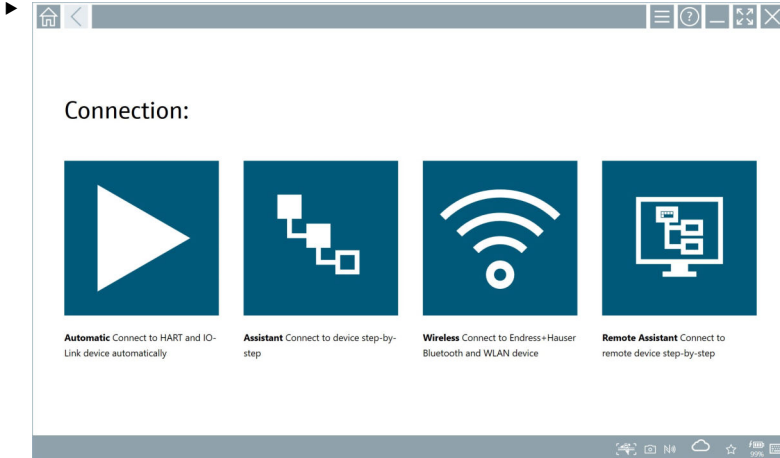 Connection:
Automatic Connect to HART and IO-
Link device automatically
Assistant Connect to device step-by-
step
Wireless Connect to Endress+Hauser
Bluetooth and WLAN device
Remote Assistant Connect to
remote device step-by-step
99%